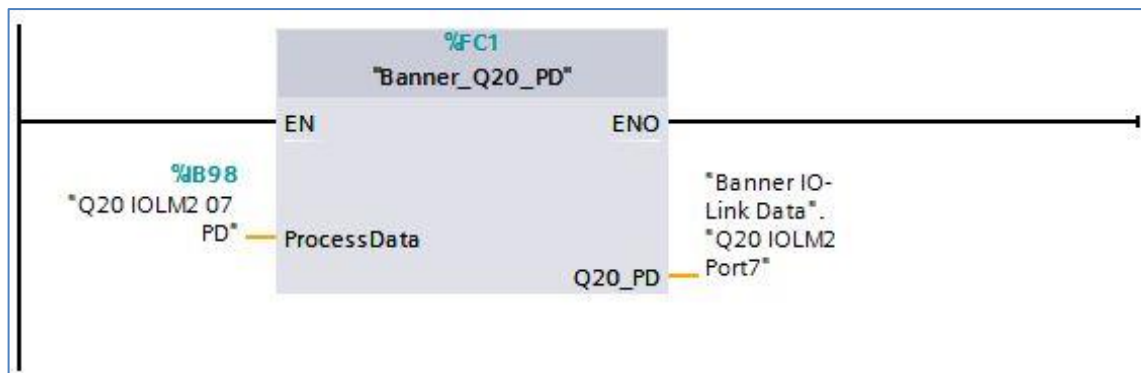 %FC1
"Banner_Q20_PD"
EN
ENO
%IB98
"Q20 IOLM2 07
PD"
ProcessData
"Banner IO-
Link Data".
"Q20 IOLM2
Port7"
Q20_PD